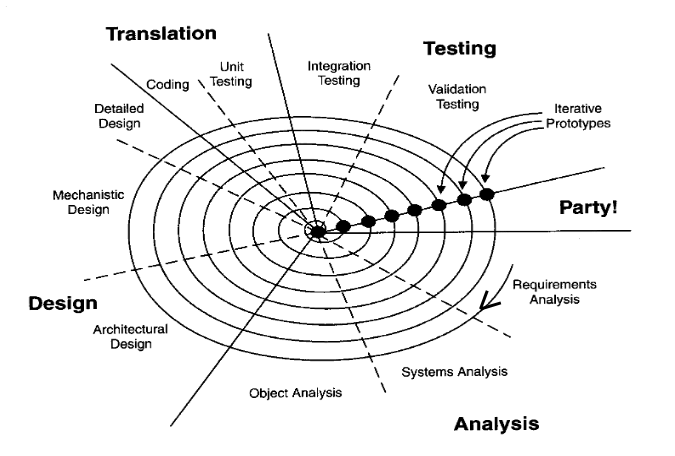 Translation
Testing
Unit
Testing
Integration
Testing
Coding
Validation
Testing
Detailed
Design
Iterative
Prototypes
Mechanistic
Design
Party!
Requirements
Analysis
Design
Architectural
Design
Systems Analysis
Object Analysis
Analysis